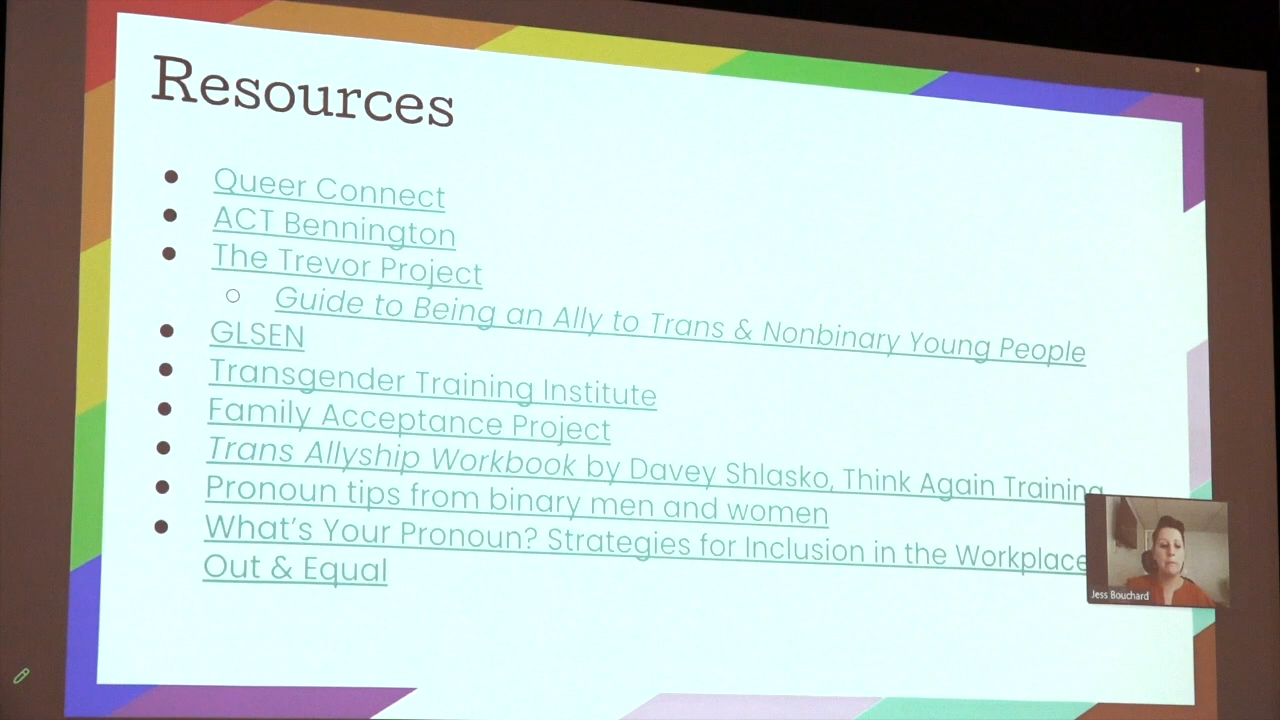 Resources
Queer Connect
ACT Bennington
The Trevor Project
Guide to Being an Ally to Trans & Nonbinary Young People
GLSEN
Transgender Training Institute
Family Acceptance Project
Trans Allyship Workbook by Davey Shlasko, Think Again Training
Pronoun tips from binary men and women
What's Your Pronoun? Strategies for Inclusion in the Workplace
Out & Equal
Jess Bouchard